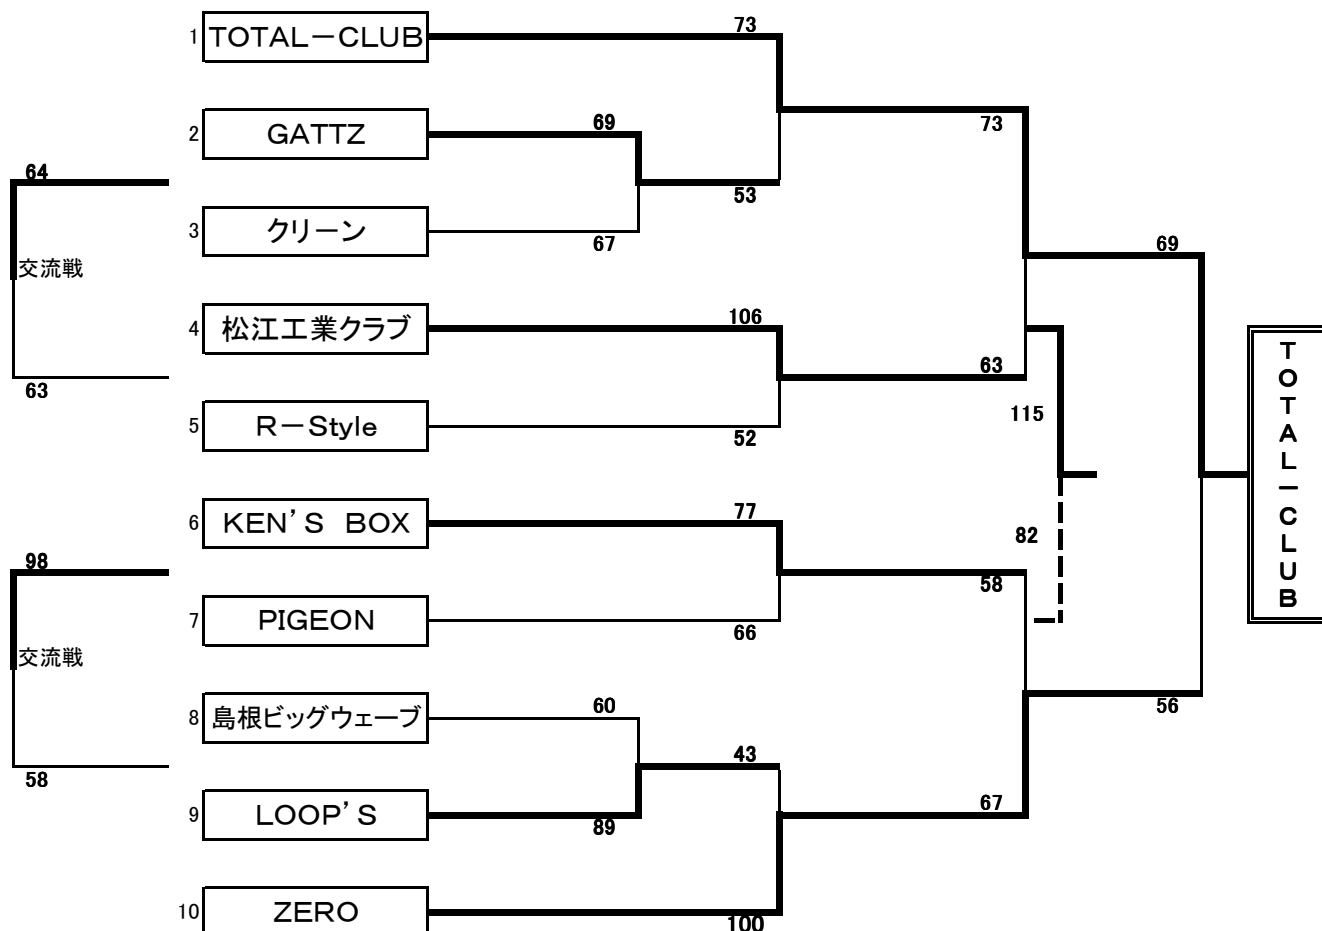 1 TOTAL－CLUB 73
2 GATTZ 69
73
64
53
3 クリーン 67
69
交流戦
4 松江工業クラブ 106
63
63
115
5 R－Style 52
TOTAL－CLUB
6 KEN'S BOX 77
82
98
58
7 PIGEON 66
交流戦
8 島根ビッグウェーブ 60
56
43
58
9 LOOP'S 89
67
10 ZERO 100